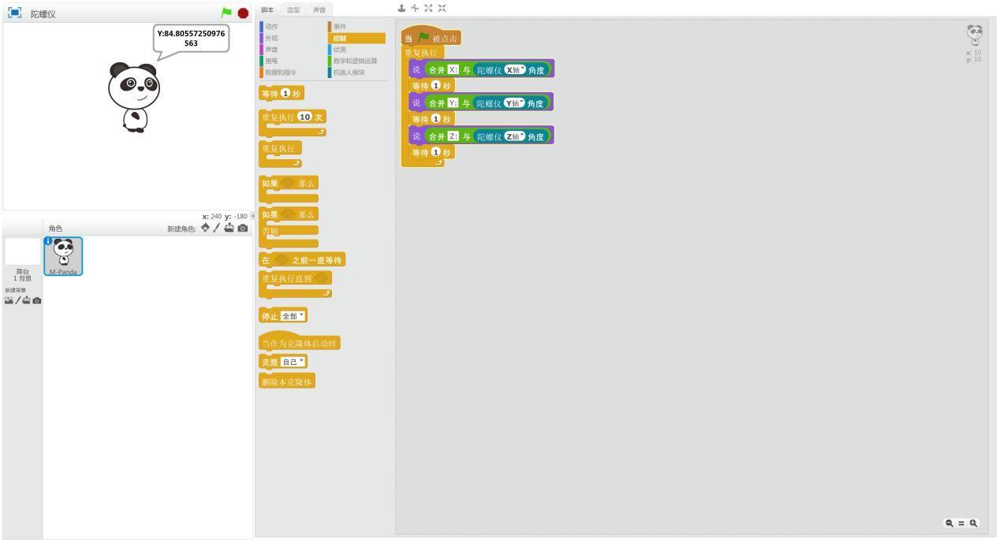 陀螺仪
Y:84.80557250976
563
x: 240 y: -180
角色
新建角色:
M-Panda
舞台
1 背景
新建背景
脚本 造型 声音
动作 事件
外观 控制
声音 侦测
画笔 数字和逻辑运算
数据和指令 机器人模块
等待 1 秒
重复执行 10 次
重复执行
如果 那么
如果 那么
否则
在 之前一直等待
重复执行直到
停止 全部
当作为克隆体启动时
克隆 自己
删除本克隆体
当 被点击
重复执行
说 合并 X: 与 陀螺仪 X轴 角度
等待 1 秒
说 合并 Y: 与 陀螺仪 Y轴 角度
等待 1 秒
说 合并 Z: 与 陀螺仪 Z轴 角度
等待 1 秒
x: 10
y: 10